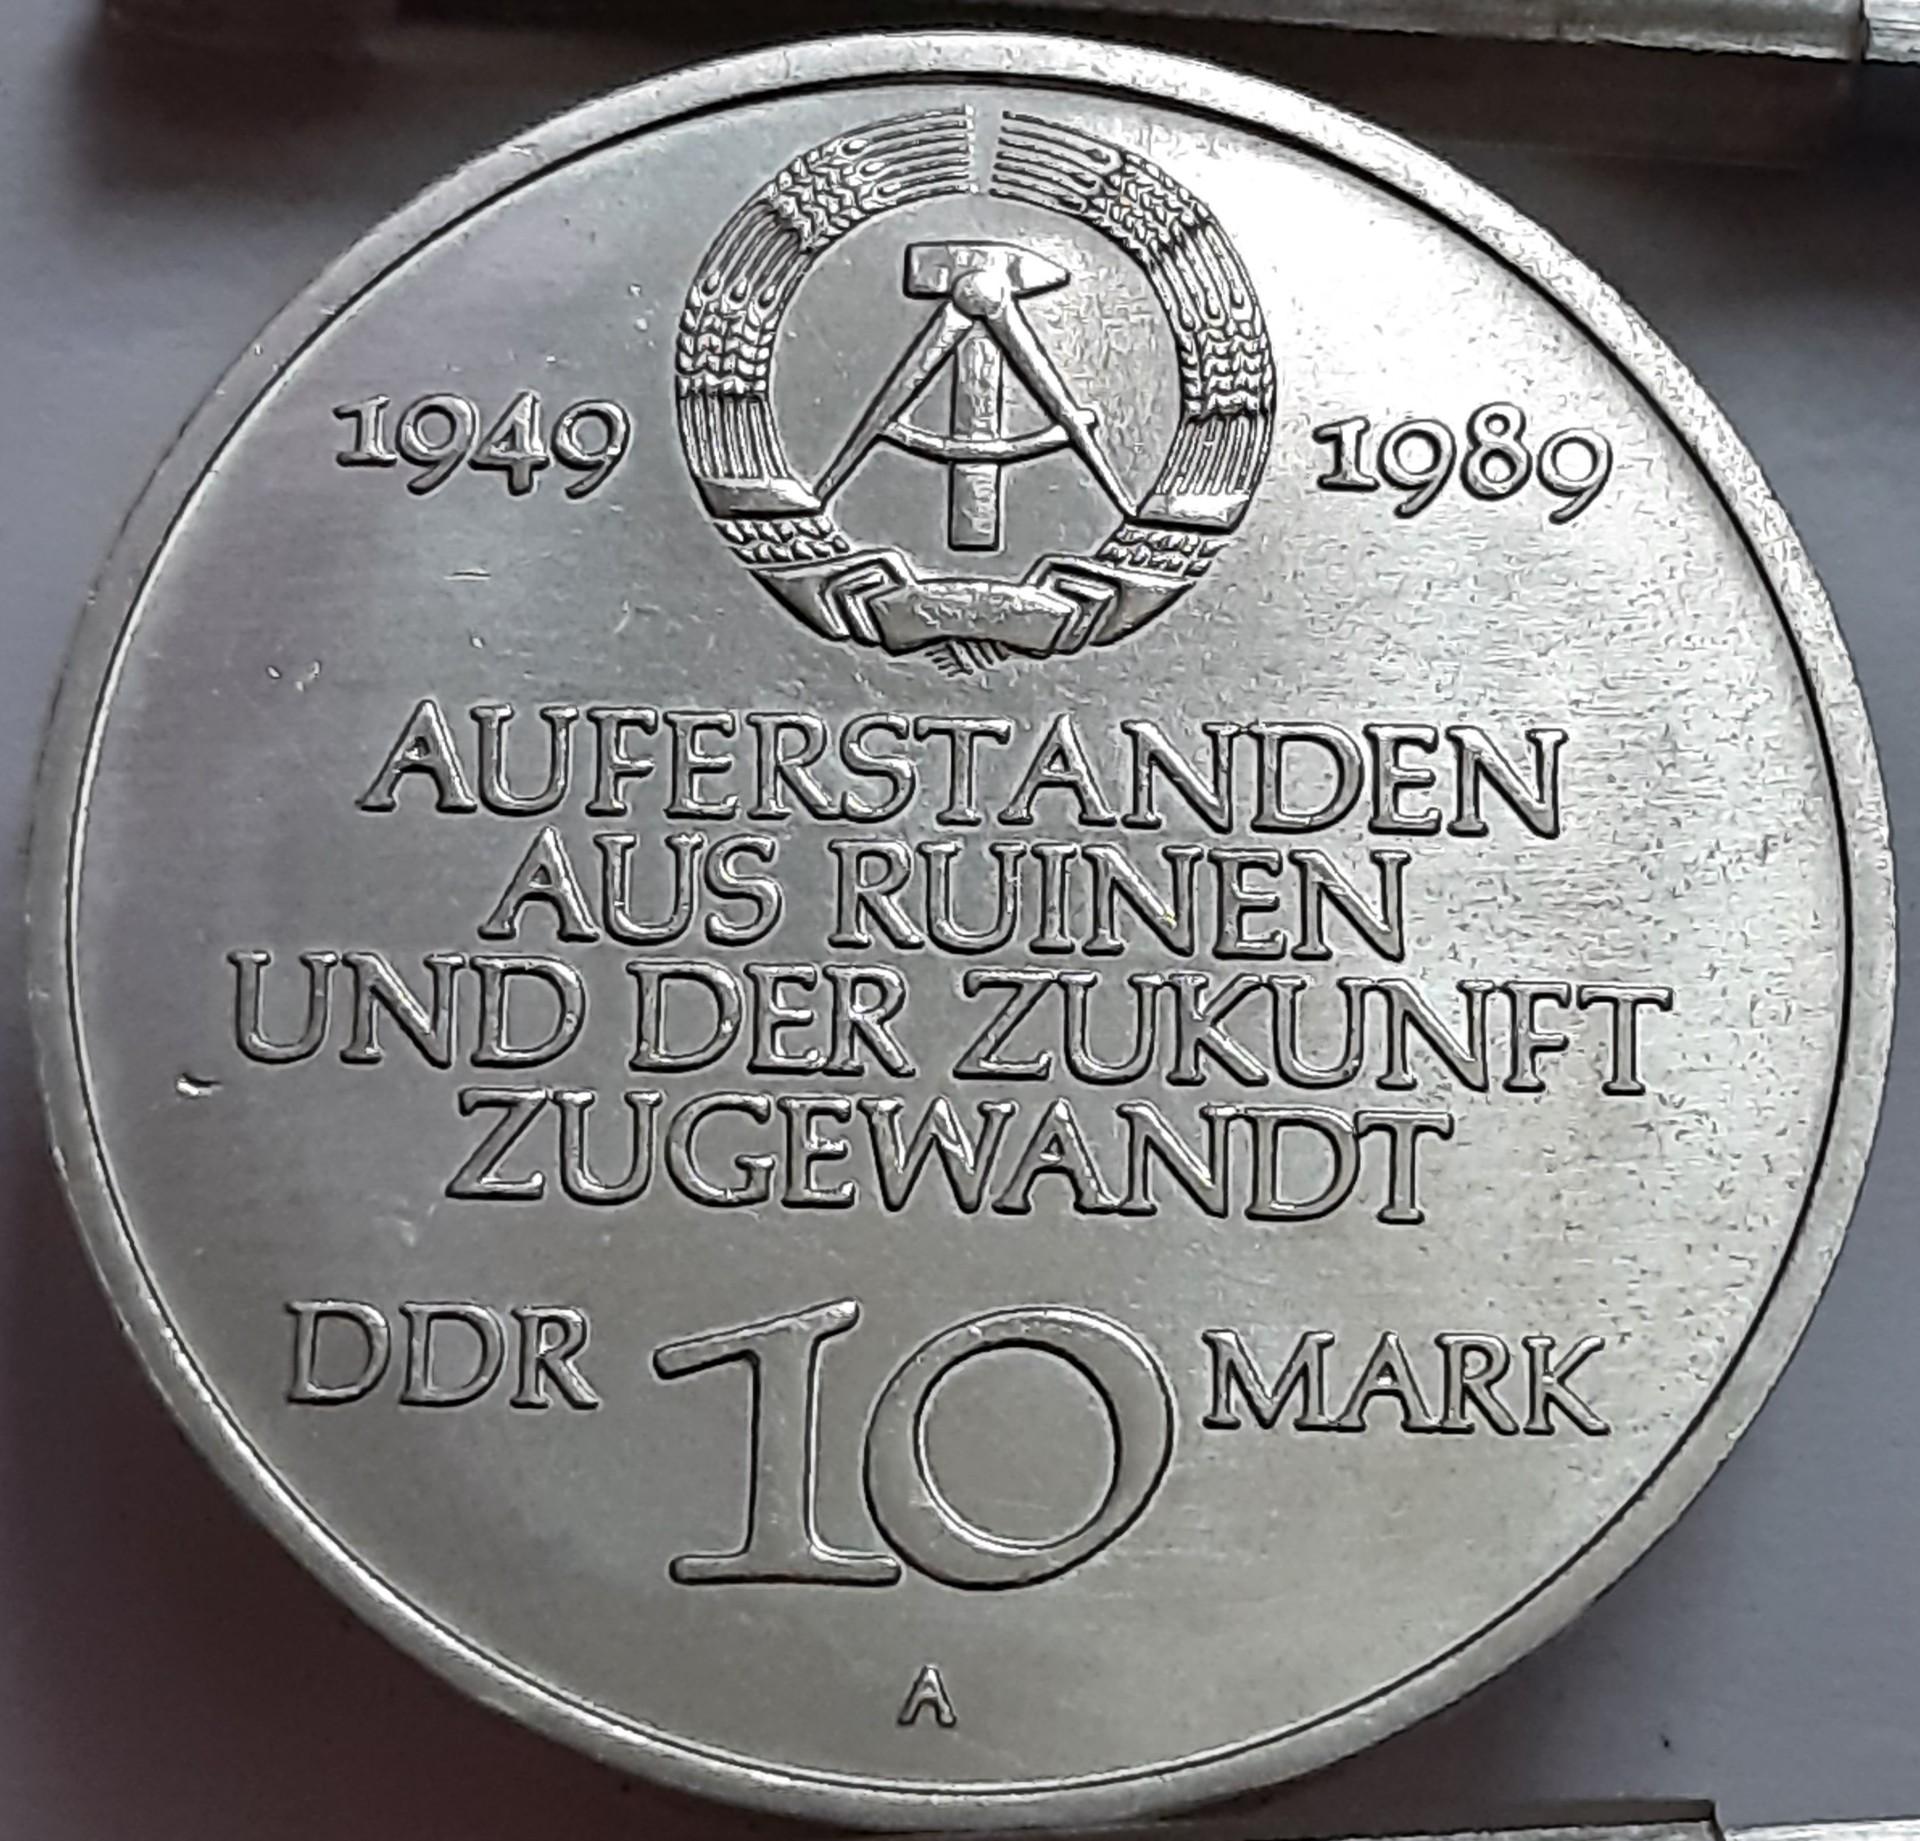 1949 1989
AUFERSTANDEN
AUS RUINEN
UND DER ZUKUNFT
ZUGEWANDT
DDR 10 MARK
A